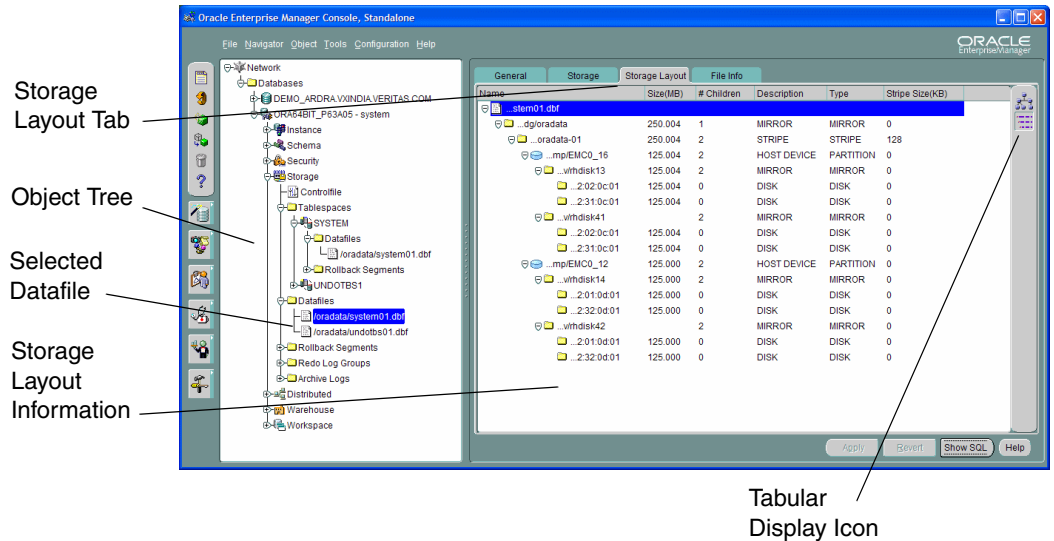 Oracle Enterprise Manager Console, Standalone
File Navigator Object Tools Configuration Help
ORACLE
EnterpriseManager
Storage
Layout Tab
Object Tree
Selected
Datafile
Storage
Layout
Information
Network
Databases
DEMO_ARDRA.VXINDIA.VERITAS.COM
ORA64BIT_P63A05 - system
Instance
Schema
Security
Storage
Controlfile
Tablespaces
SYSTEM
Datafiles
/oradata/system01.dbf
Rollback Segments
UNDOTBS1
Datafiles
/oradata/system01.dbf
/oradata/undotbs01.dbf
Rollback Segments
Redo Log Groups
Archive Logs
Distributed
Warehouse
Workspace
General Storage Storage Layout File Info
Name Size(MB) # Children Description Type Stripe Size(KB)
...stem01.dbf
...dg/oradata 250.004 1 MIRROR MIRROR 0
...oradata-01 250.004 2 STRIPE STRIPE 128
...mp/EMC0_16 125.004 2 HOST DEVICE PARTITION 0
...v/rhdisk13 125.004 2 MIRROR MIRROR 0
...2:02:0c:01 125.004 0 DISK DISK 0
...2:31:0c:01 125.004 0 DISK DISK 0
...v/rhdisk41 2 MIRROR MIRROR 0
...2:02:0c:01 125.004 0 DISK DISK 0
...2:31:0c:01 125.004 0 DISK DISK 0
...mp/EMC0_12 125.000 2 HOST DEVICE PARTITION 0
...v/rhdisk14 125.000 2 MIRROR MIRROR 0
...2:01:0d:01 125.000 0 DISK DISK 0
...2:32:0d:01 125.000 0 DISK DISK 0
...v/rhdisk42 2 MIRROR MIRROR 0
...2:01:0d:01 125.000 0 DISK DISK 0
...2:32:0d:01 125.000 0 DISK DISK 0
Apply Revert Show SQL Help
Tabular
Display Icon